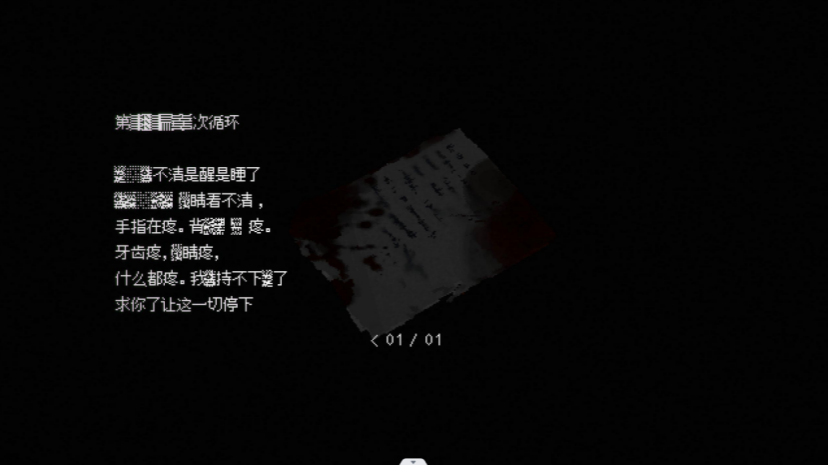 第次循环
不清是醒是睡了
睛看不清，
手指在疼。背 疼。
牙齿疼,睛疼,
什么都疼。我持不下了
求你了让这一切停下
< 01 / 01